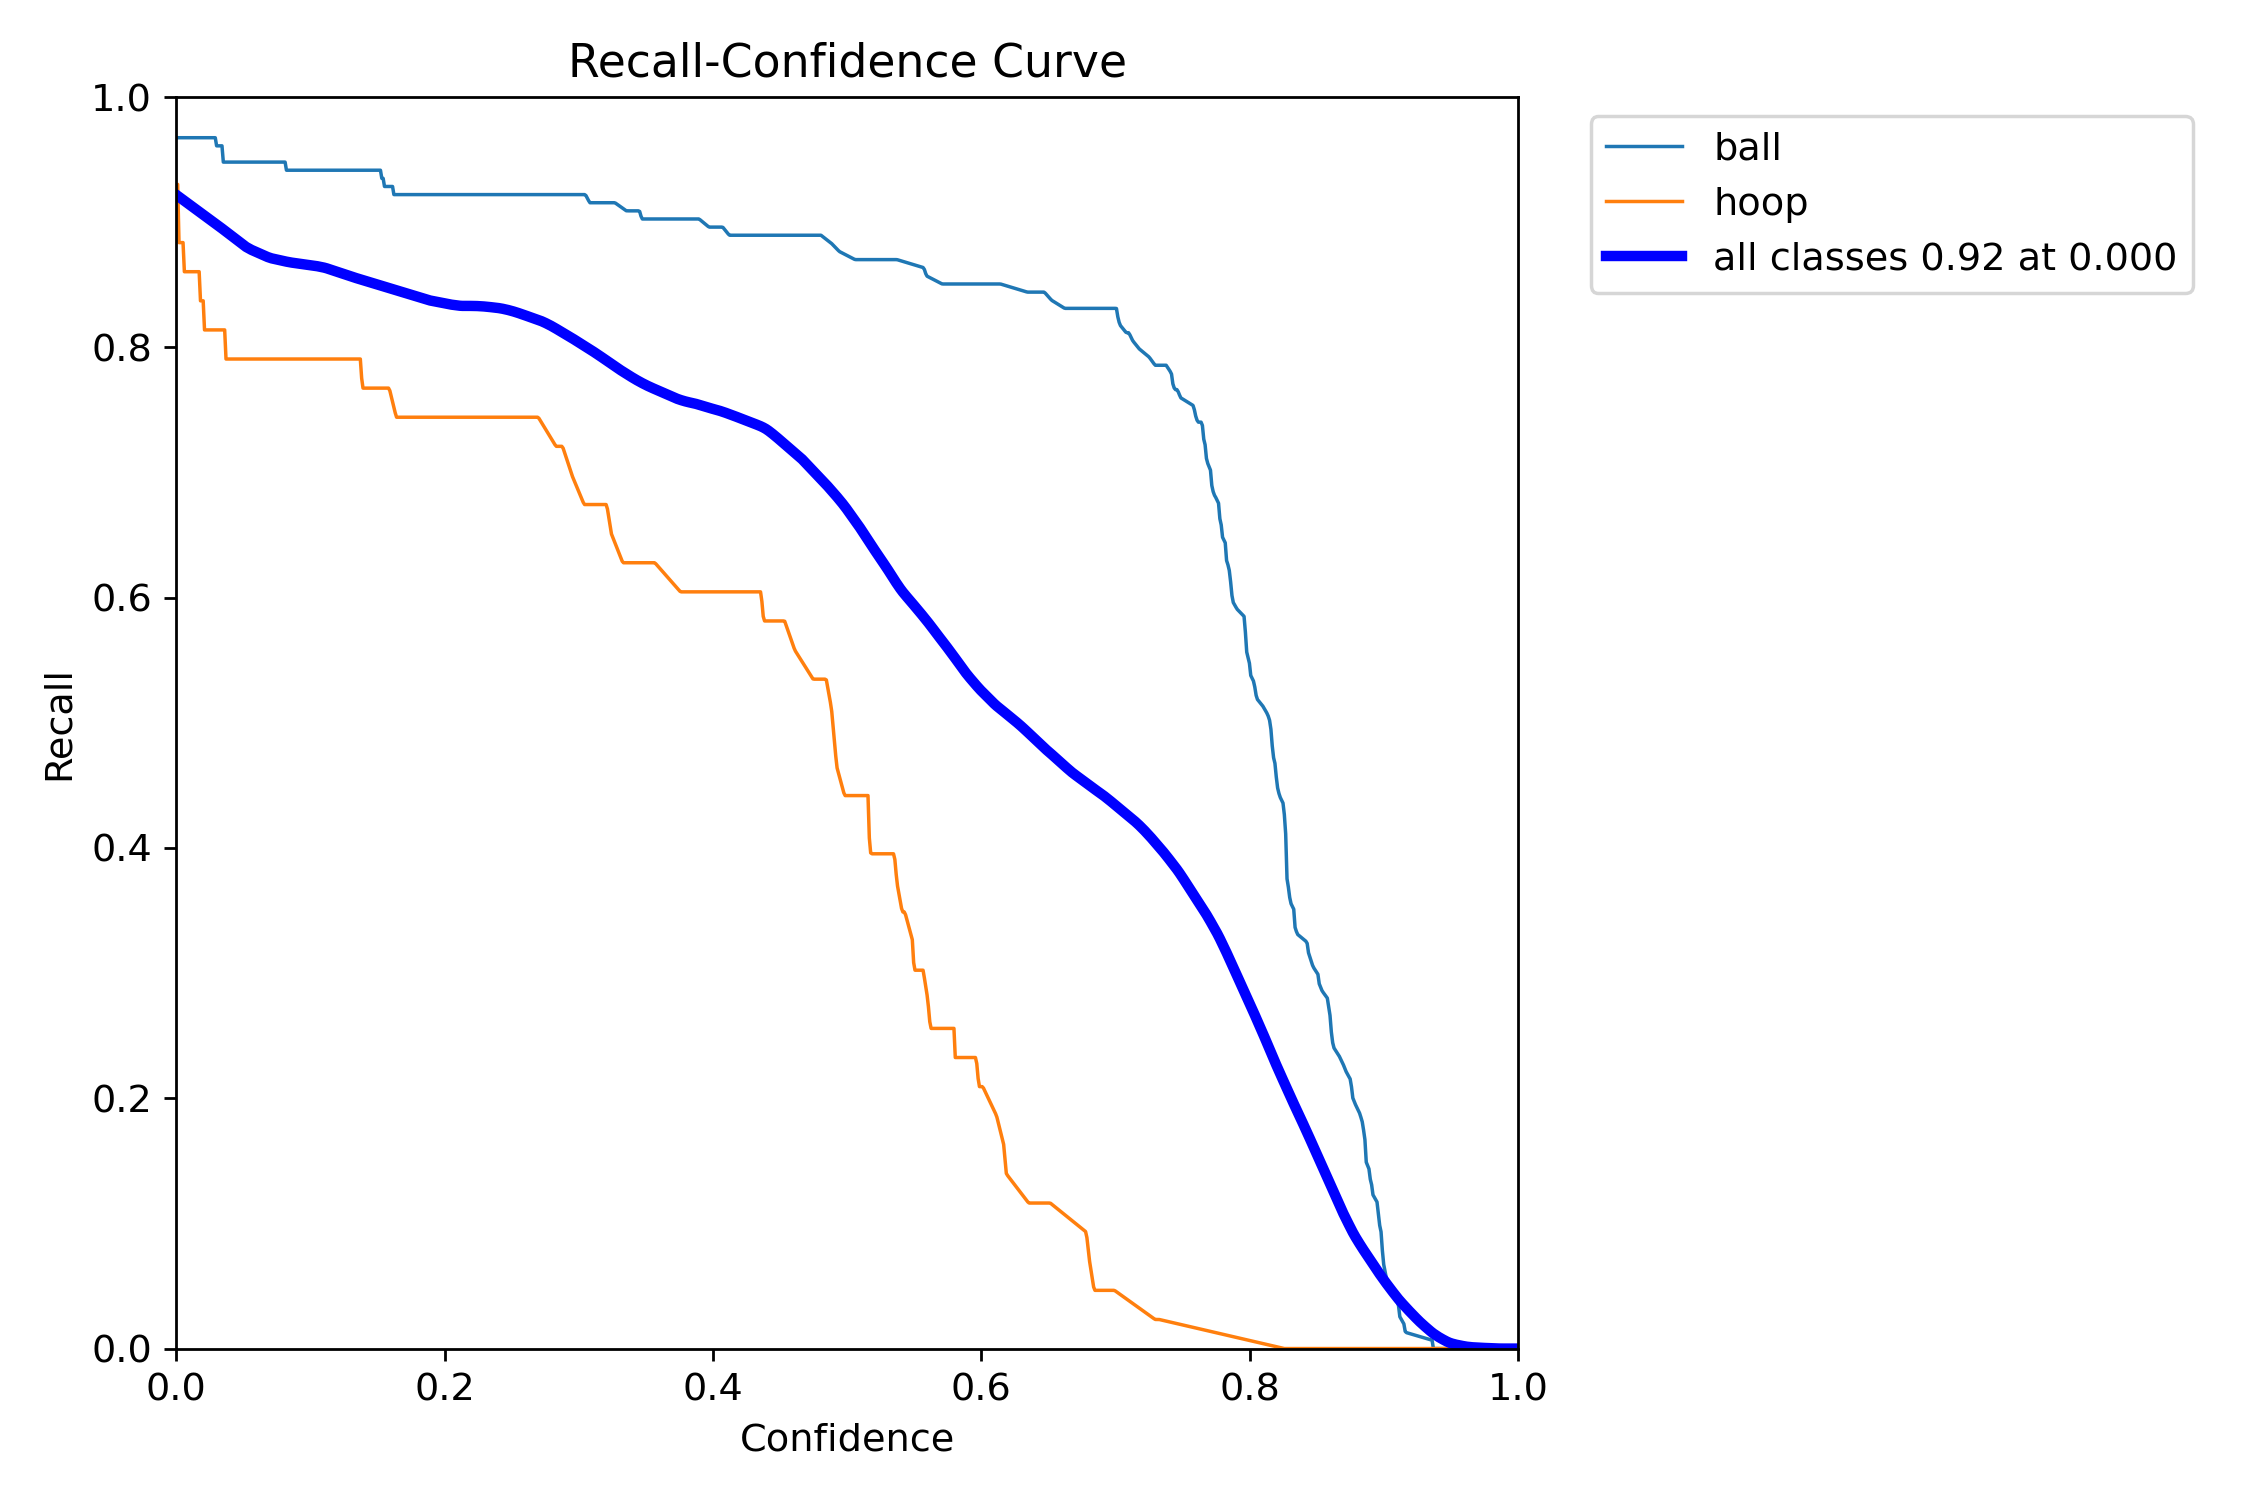 Recall-Confidence Curve
ball
hoop
all classes 0.92 at 0.000
1.0
0.8
0.6
0.4
0.2
0.0
Recall
0.0 0.2 0.4 0.6 0.8 1.0
Confidence